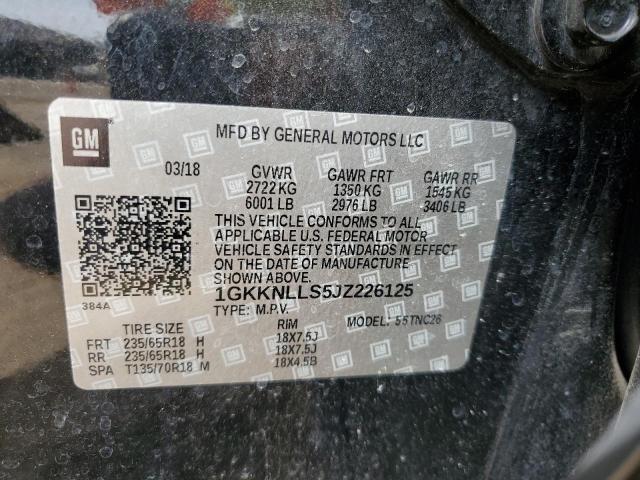 GM
MFD BY GENERAL MOTORS LLC
03/18 GVWR GAWR FRT GAWR RR
2722 KG 1350 KG 1545 KG
6001 LB 2976 LB 3406 LB
THIS VEHICLE CONFORMS TO ALL
APPLICABLE U.S. FEDERAL MOTOR
VEHICLE SAFETY STANDARDS IN EFFECT
ON THE DATE OF MANUFACTURE
SHOWN ABOVE.
384A 1GKKNLLS5JZ226125
TYPE: M.P.V. MODEL: 55TNC26
TIRE SIZE RIM
FRT 235/65R18 H 18X7.5J
RR 235/65R18 H 18X7.5J
SPA T135/70R18 M 18X4.5B